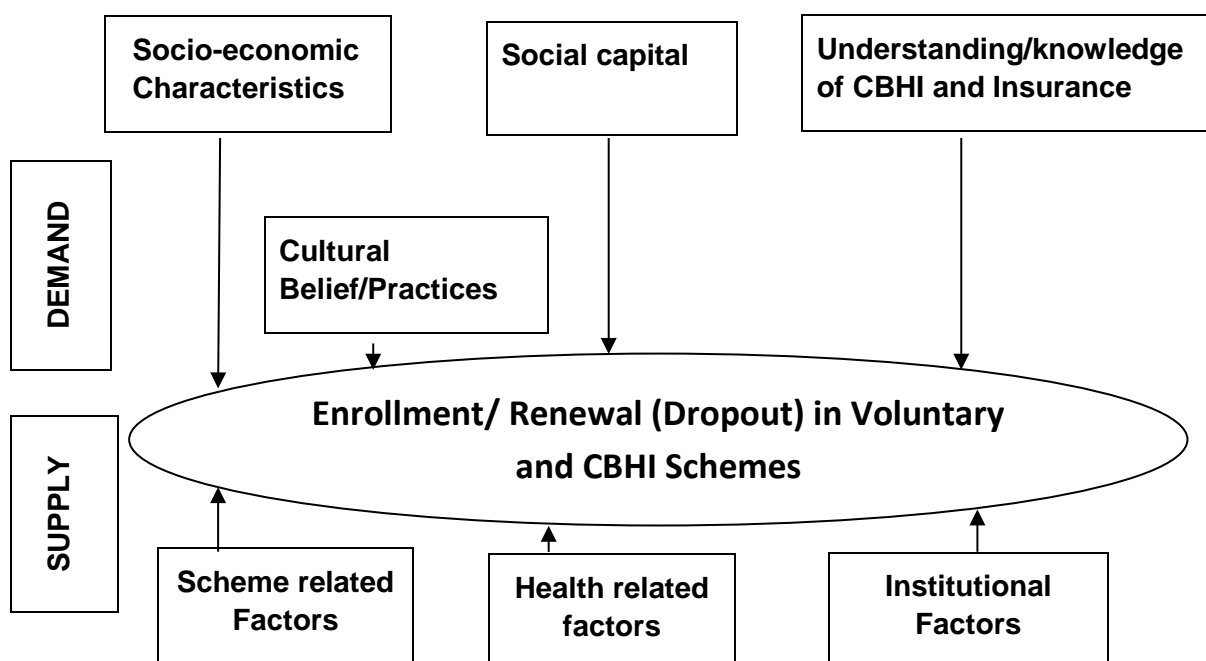 Socio-economic
Characteristics
Social capital
Understanding/knowledge
of CBHI and Insurance
DEMAND
Cultural
Belief/Practices
Enrollment/ Renewal (Dropout) in Voluntary
and CBHI Schemes
SUPPLY
Scheme related
Factors
Health related
factors
Institutional
Factors